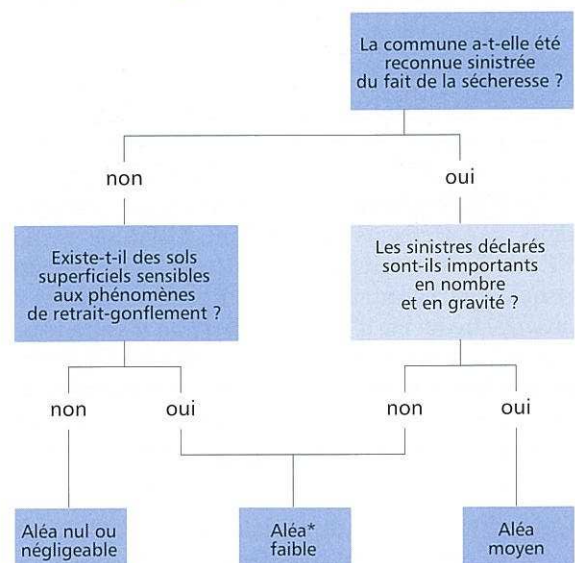 La commune a-t-elle été
reconnue sinistrée
du fait de la sécheresse ?
non
oui
Existe-t-il des sols
superficiels sensibles
aux phénomènes
de retrait-gonflement ?
Les sinistres déclarés
sont-ils importants
en nombre
et en gravité ?
non
oui
non
oui
Aléa nul ou
négligeable
Aléa*
faible
Aléa
moyen